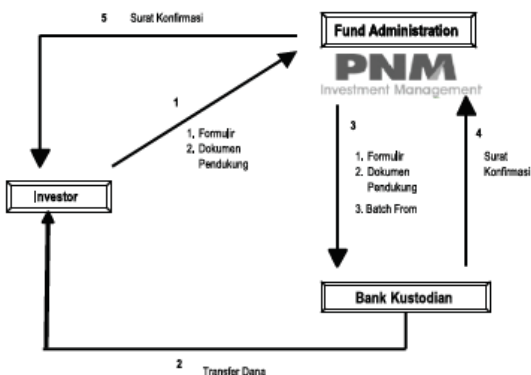 5 Surat Konfirmasi
Fund Administration
PNM
Investment Management
1
1. Formulir
2. Dokumen
Pendukung
3
1. Formulir
2. Dokumen
Pendukung
3. Batch From
4
Surat
Konfirmasi
Investor
Bank Kustodian
2
Transfer Dana